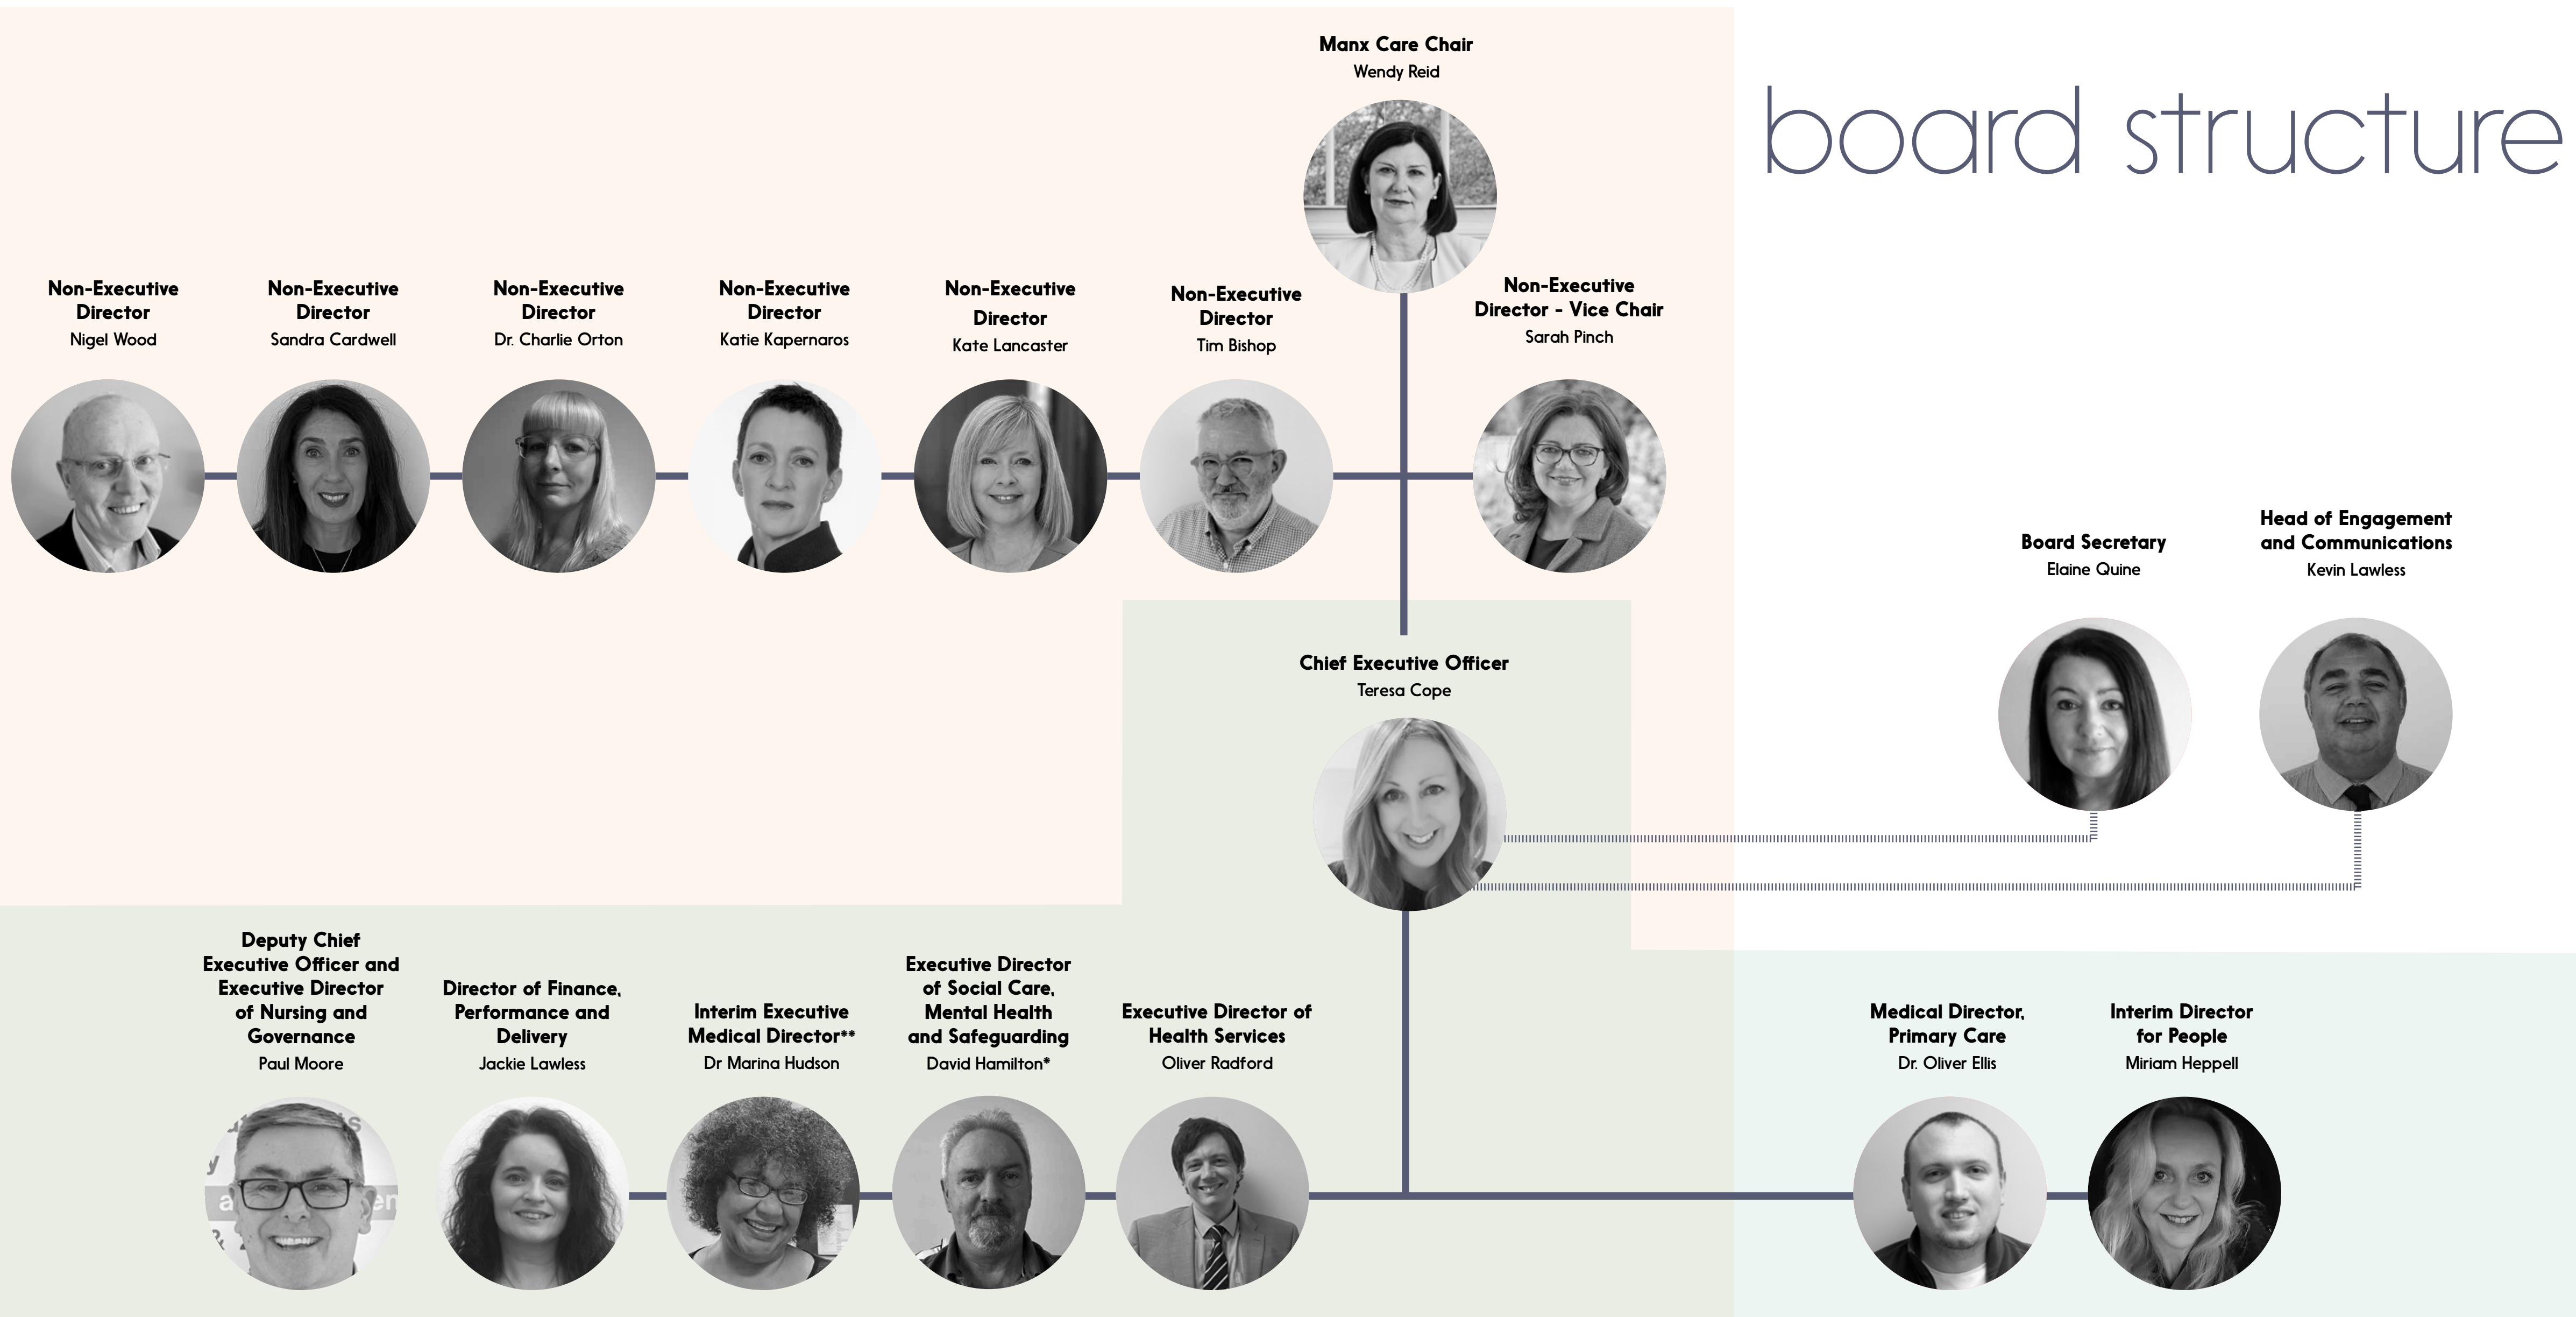 board structure
Manx Care Chair
Wendy Reid
Non-Executive
Director
Nigel Wood
Non-Executive
Director
Sandra Cardwell
Non-Executive
Director
Dr. Charlie Orton
Non-Executive
Director
Katie Kapernaros
Non-Executive
Director
Kate Lancaster
Non-Executive
Director
Tim Bishop
Non-Executive
Director - Vice Chair
Sarah Pinch
Board Secretary
Elaine Quine
Head of Engagement
and Communications
Kevin Lawless
Chief Executive Officer
Teresa Cope
Deputy Chief
Executive Officer and
Executive Director
of Nursing and
Governance
Paul Moore
Director of Finance,
Performance and
Delivery
Jackie Lawless
Interim Executive
Medical Director**
Dr Marina Hudson
Executive Director
of Social Care,
Mental Health
and Safeguarding
David Hamilton*
Executive Director of
Health Services
Oliver Radford
Medical Director,
Primary Care
Dr. Oliver Ellis
Interim Director
for People
Miriam Heppell